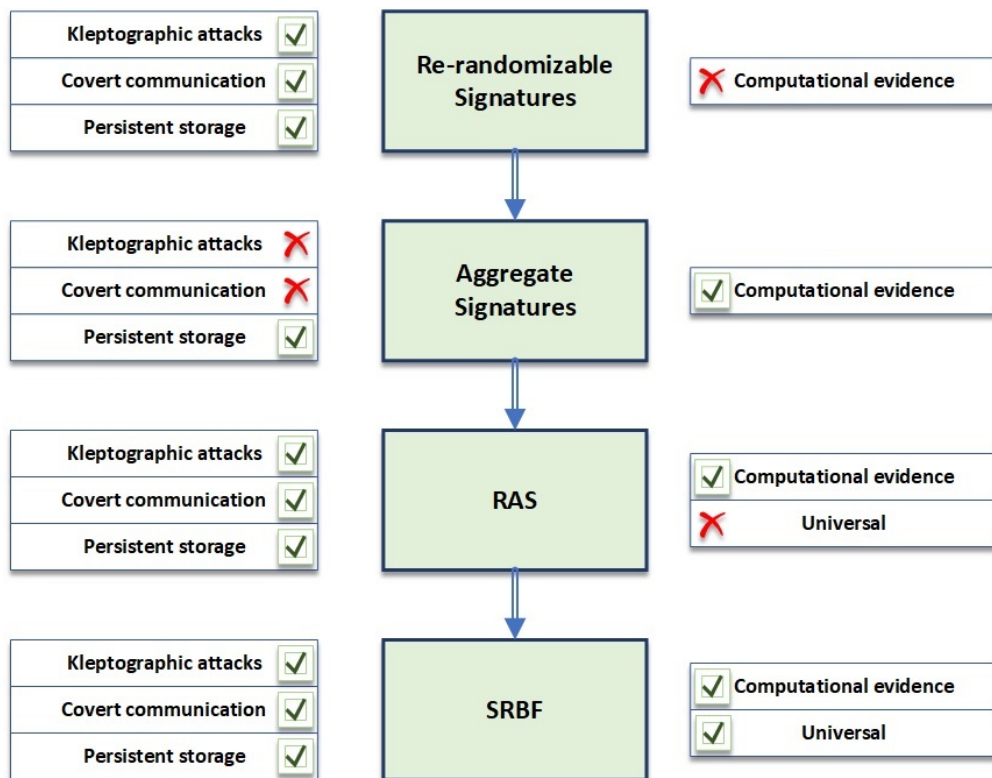 Kleptographic attacks
Covert communication
Persistent storage
Re-randomizable
Signatures
Computational evidence
Kleptographic attacks
Covert communication
Persistent storage
Aggregate
Signatures
Computational evidence
Kleptographic attacks
Covert communication
Persistent storage
RAS
Computational evidence
Universal
Kleptographic attacks
Covert communication
Persistent storage
SRBF
Computational evidence
Universal